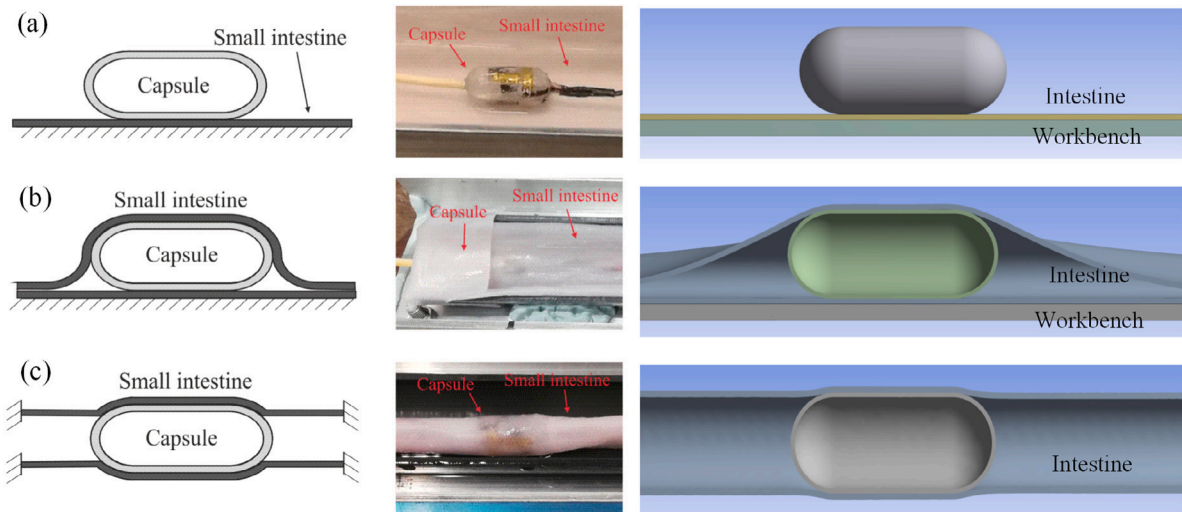 (a)
Small intestine
Capsule
Capsule
Small intestine
Intestine
Workbench
(b)
Small intestine
Capsule
Small intestine
Capsule
Intestine
Workbench
(c)
Small intestine
Capsule
Capsule
Small intestine
Intestine